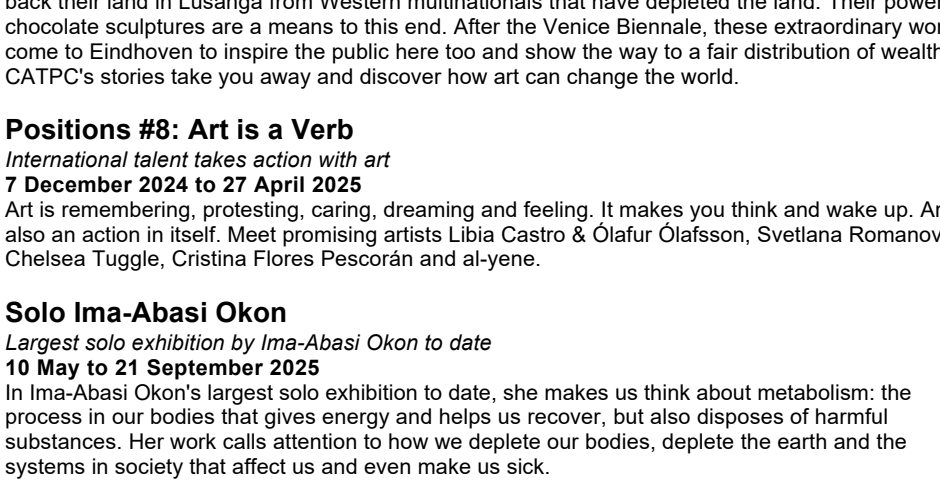 back their land in Lusanga from Western multinationals that have depleted the land. Their power
chocolate sculptures are a means to this end. After the Venice Biennale, these extraordinary wor
come to Eindhoven to inspire the public here too and show the way to a fair distribution of wealth
CATPC's stories take you away and discover how art can change the world.
Positions #8: Art is a Verb
International talent takes action with art
7 December 2024 to 27 April 2025
Art is remembering, protesting, caring, dreaming and feeling. It makes you think and wake up. Ar
also an action in itself. Meet promising artists Libia Castro & Ólafur Ólafsson, Svetlana Romanov
Chelsea Tuggle, Cristina Flores Pescorán and al-yene.
Solo Ima-Abasi Okon
Largest solo exhibition by Ima-Abasi Okon to date
10 May to 21 September 2025
In Ima-Abasi Okon's largest solo exhibition to date, she makes us think about metabolism: the
process in our bodies that gives energy and helps us recover, but also disposes of harmful
substances. Her work calls attention to how we deplete our bodies, deplete the earth and the
systems in society that affect us and even make us sick.